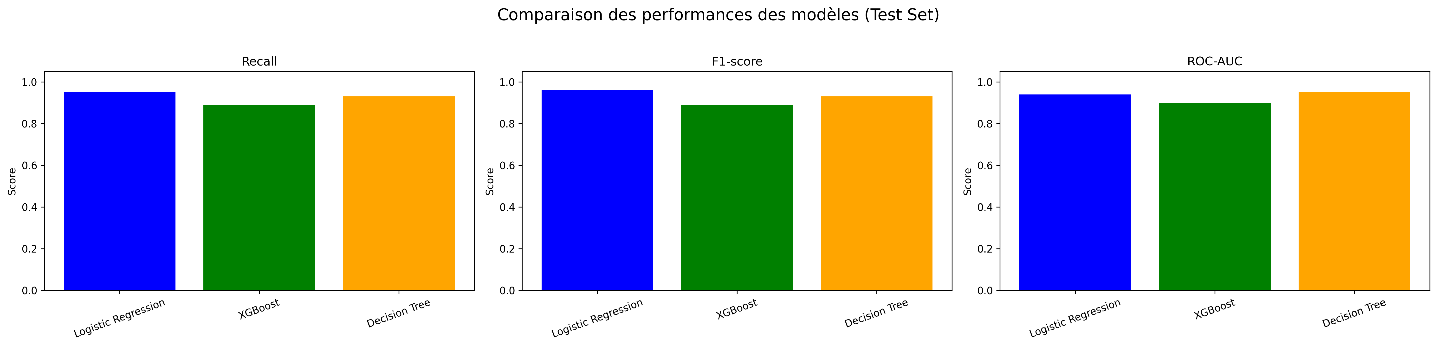 Comparaison des performances des modèles (Test Set)
Recall
Score
1.0
0.8
0.6
0.4
0.2
0.0
Logistic Regression
XGBoost
Decision Tree
F1-score
Score
1.0
0.8
0.6
0.4
0.2
0.0
Logistic Regression
XGBoost
Decision Tree
ROC-AUC
Score
1.0
0.8
0.6
0.4
0.2
0.0
Logistic Regression
XGBoost
Decision Tree